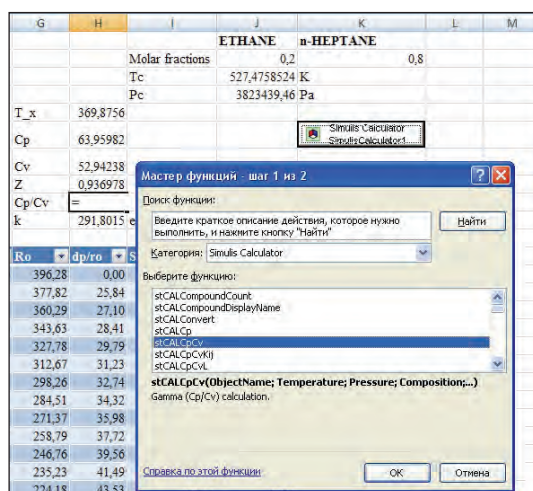 G H I J K L M
ETHANE n-HEPTANE
Molar fractions 0,2 0,8
Tc 527,4758524 K
Pc 3823439,46 Pa
T_x 369,8756
Simulis Calculator
SimulisCalculator1
Cp 63,95982
Cv 52,94238
Z 0,936978
Cp/Cv =
k 291,8015 e
Ro dp/ro S
396,28 0,00
377,82 25,84
360,29 27,10
343,63 28,41
327,78 29,79
312,67 31,23
298,26 32,74
284,51 34,32
271,37 35,98
258,79 37,72
246,76 39,56
235,23 41,49
224,18 43,53
Мастер функций - шаг 1 из 2
Поиск функции:
Введите краткое описание действия, которое нужно
выполнить, и нажмите кнопку "Найти"
Найти
Категория: Simulis Calculator
Выберите функцию:
stCALCompoundCount
stCALCompoundDisplayName
stCALConvert
stCALCp
stCALCpCv
stCALCpCvKij
stCALCpCvL
stCALCpCv(ObjectName; Temperature; Pressure; Composition;...)
Gamma (Cp/Cv) calculation.
Справка по этой функции
OK
Отмена